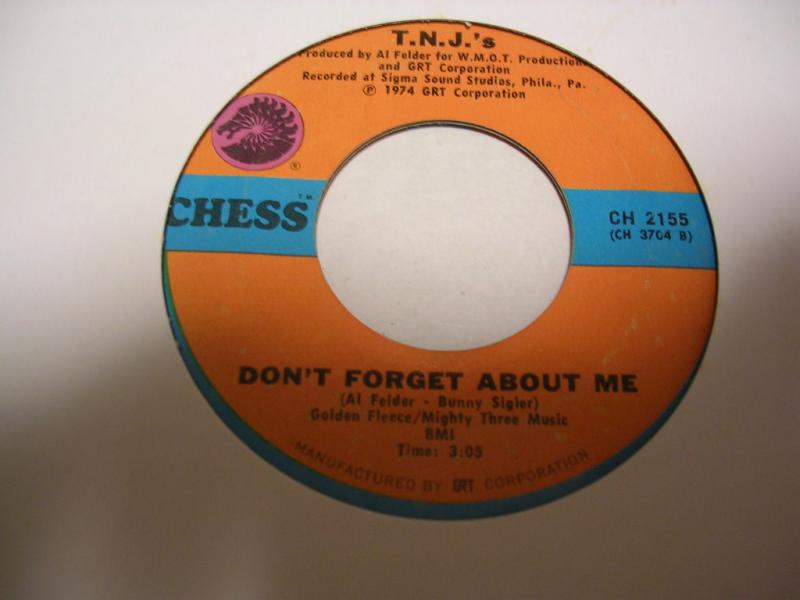 T.N.J.'s
Produced by Al Felder for W.M.O.T. Production
and GRT Corporation
Recorded at Sigma Sound Studios, Phila., Pa.
℗ 1974 GRT Corporation
®
CHESS TM
CH 2155
(CH 3704 B)
DON'T FORGET ABOUT ME
(Al Felder - Bunny Sigler)
Golden Fleece/Mighty Three Music
BMI
Time: 3:05
MANUFACTURED BY GRT CORPORATION